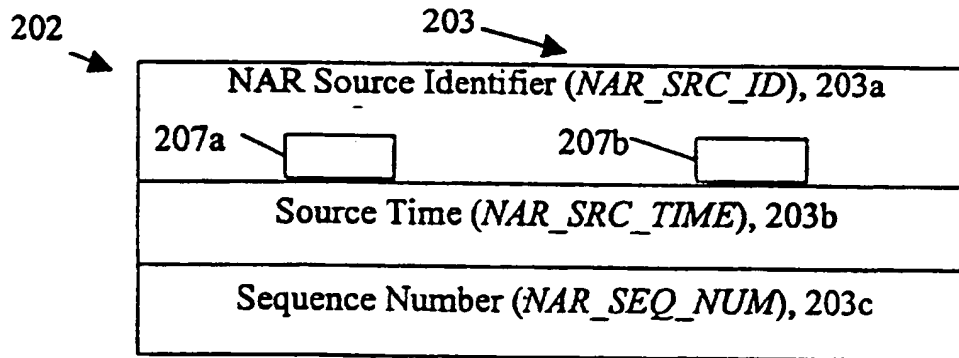 202
203
NAR Source Identifier (NAR_SRC_ID), 203a
207a
207b
Source Time (NAR_SRC_TIME), 203b
Sequence Number (NAR_SEQ_NUM), 203c